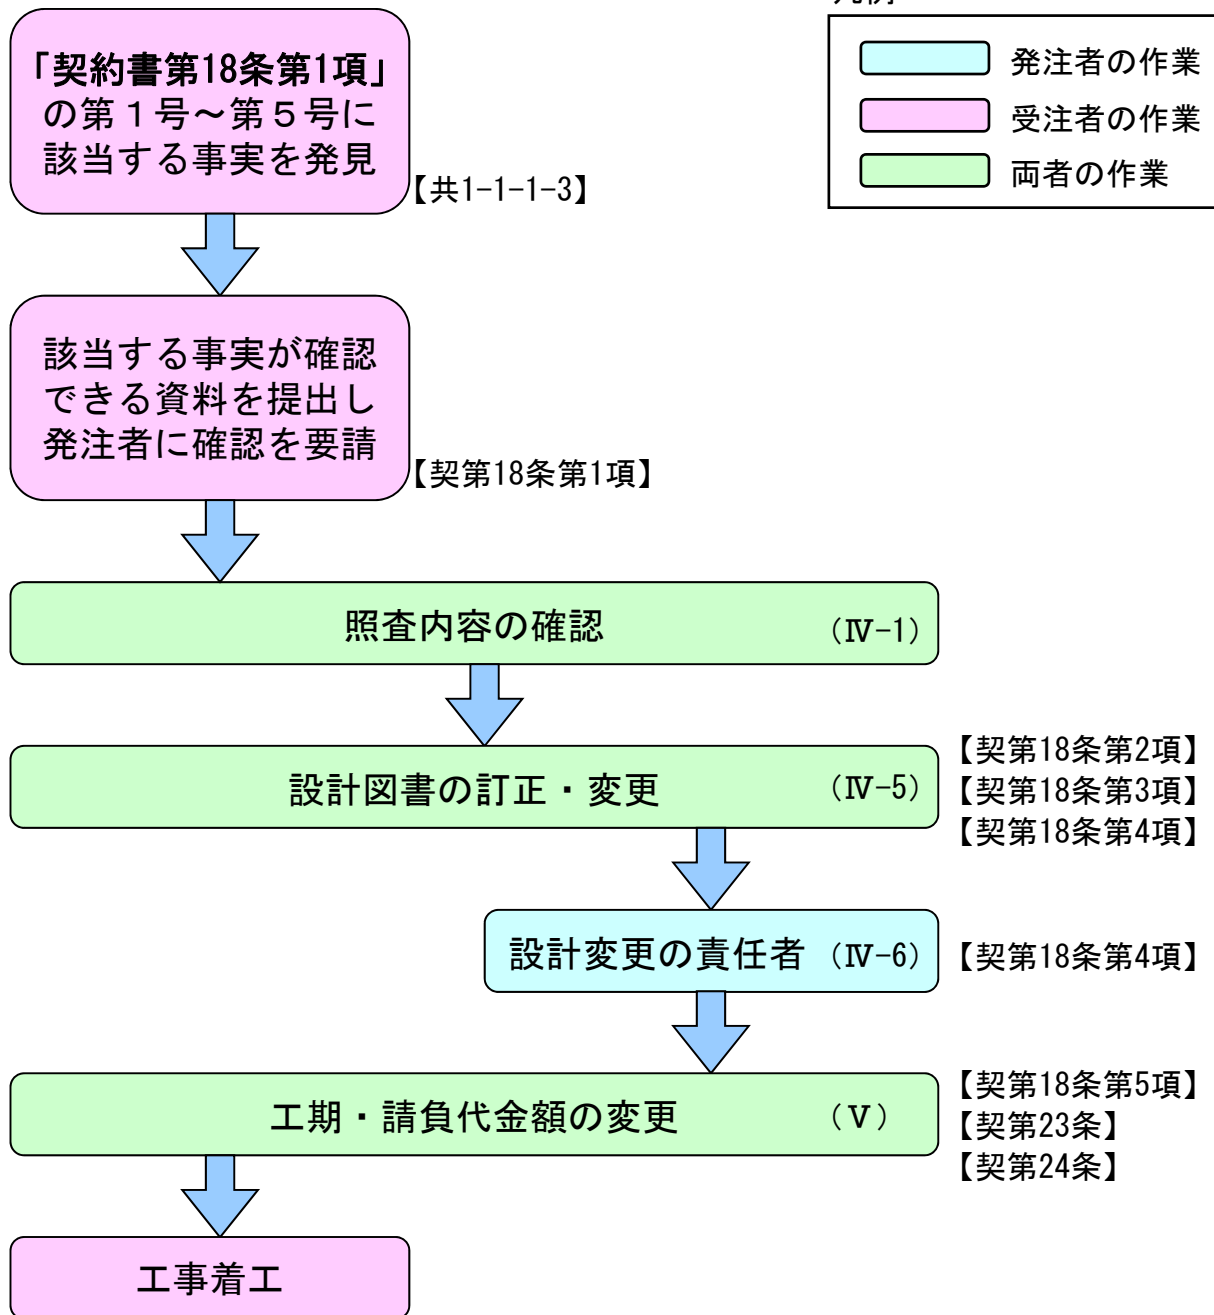 凡例
発注者の作業
受注者の作業
両者の作業
「契約書第18条第1項」
の第１号～第５号に
該当する事実を発見
【共1-1-1-3】
該当する事実が確認
できる資料を提出し
発注者に確認を要請
【契第18条第1項】
照査内容の確認 （Ⅳ-1）
設計図書の訂正・変更 （Ⅳ-5）
【契第18条第2項】
【契第18条第3項】
【契第18条第4項】
設計変更の責任者 （Ⅳ-6）
【契第18条第4項】
工期・請負代金額の変更 （Ⅴ）
【契第18条第5項】
【契第23条】
【契第24条】
工事着工